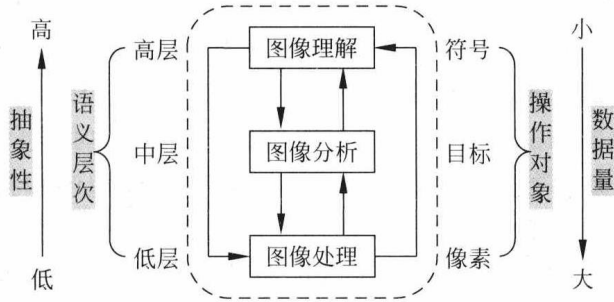 高
高层
图像理解
符号
小
抽象性
语义层次
中层
图像分析
目标
操作对象
数据量
低
低层
图像处理
像素
大